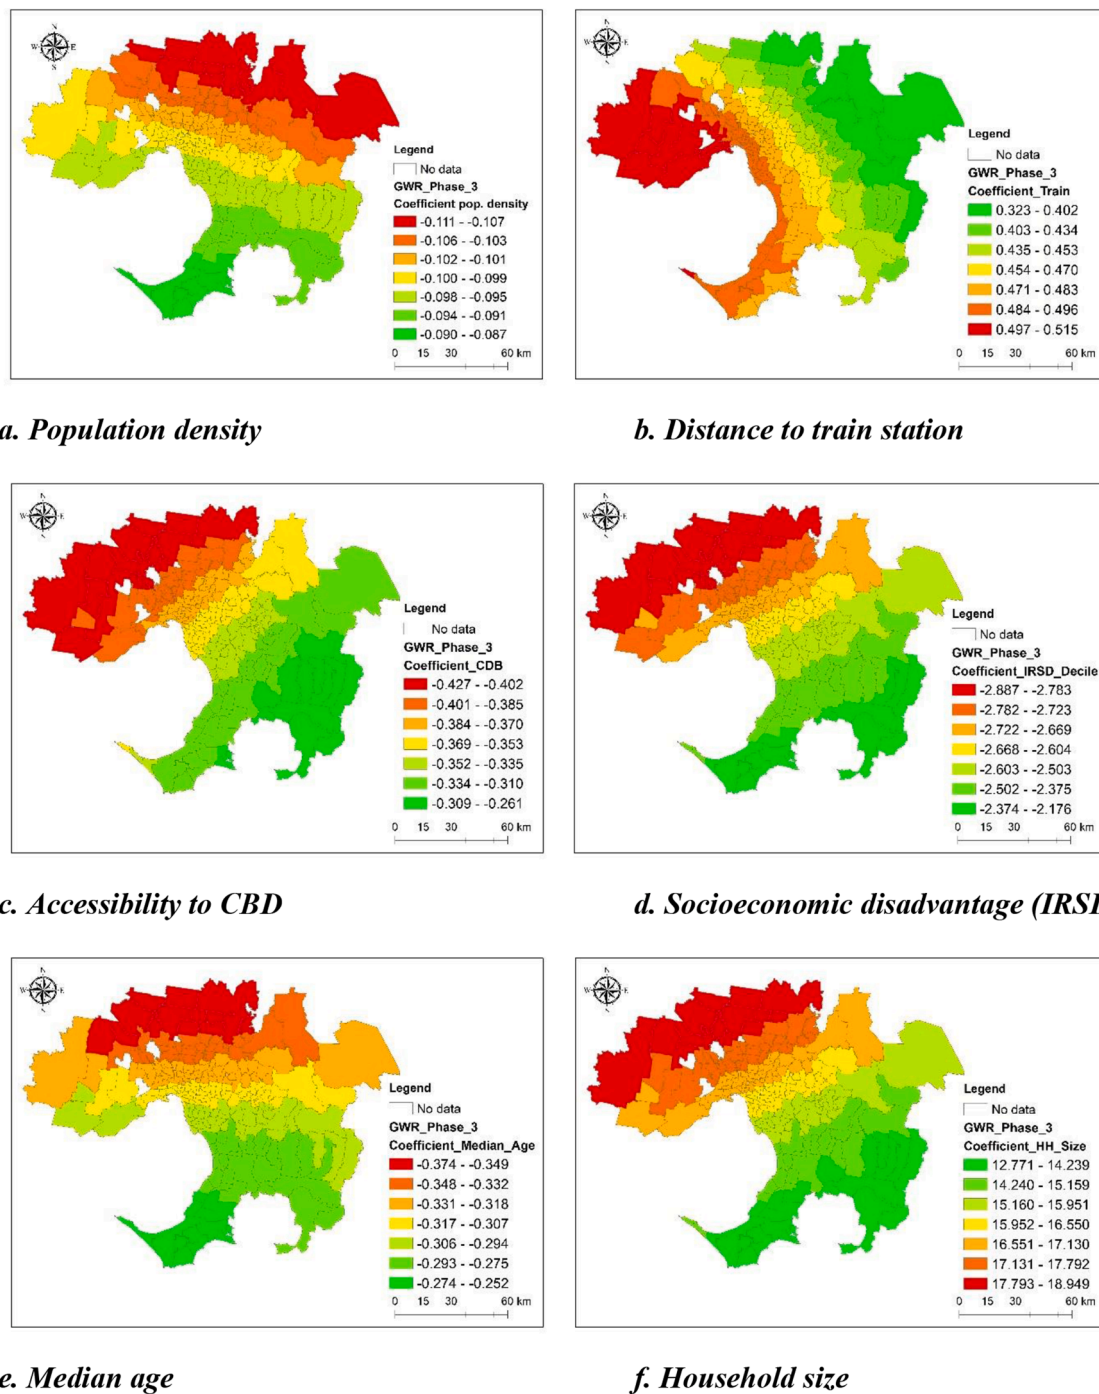 N
W E
S
Legend
No data
GWR_Phase_3
Coefficient pop. density
-0.111 - -0.107
-0.106 - -0.103
-0.102 - -0.101
-0.100 - -0.099
-0.098 - -0.095
-0.094 - -0.091
-0.090 - -0.087
0 15 30 60 km
a. Population density
N
W E
S
Legend
No data
GWR_Phase_3
Coefficient_Train
0.323 - 0.402
0.403 - 0.434
0.435 - 0.453
0.454 - 0.470
0.471 - 0.483
0.484 - 0.496
0.497 - 0.515
0 15 30 60 km
b. Distance to train station
N
W E
S
Legend
No data
GWR_Phase_3
Coefficient_CDB
-0.427 - -0.402
-0.401 - -0.385
-0.384 - -0.370
-0.369 - -0.353
-0.352 - -0.335
-0.334 - -0.310
-0.309 - -0.261
0 15 30 60 km
c. Accessibility to CBD
N
W E
S
Legend
No data
GWR_Phase_3
Coefficient_IRSD_Decile
-2.887 - -2.783
-2.782 - -2.723
-2.722 - -2.669
-2.668 - -2.604
-2.603 - -2.503
-2.502 - -2.375
-2.374 - -2.176
0 15 30 60 km
d. Socioeconomic disadvantage (IRSD
N
W E
S
Legend
No data
GWR_Phase_3
Coefficient_Median_Age
-0.374 - -0.349
-0.348 - -0.332
-0.331 - -0.318
-0.317 - -0.307
-0.306 - -0.294
-0.293 - -0.275
-0.274 - -0.252
0 15 30 60 km
e. Median age
N
W E
S
Legend
No data
GWR_Phase_3
Coefficient_HH_Size
12.771 - 14.239
14.240 - 15.159
15.160 - 15.951
15.952 - 16.550
16.551 - 17.130
17.131 - 17.792
17.793 - 18.949
0 15 30 60 km
f. Household size